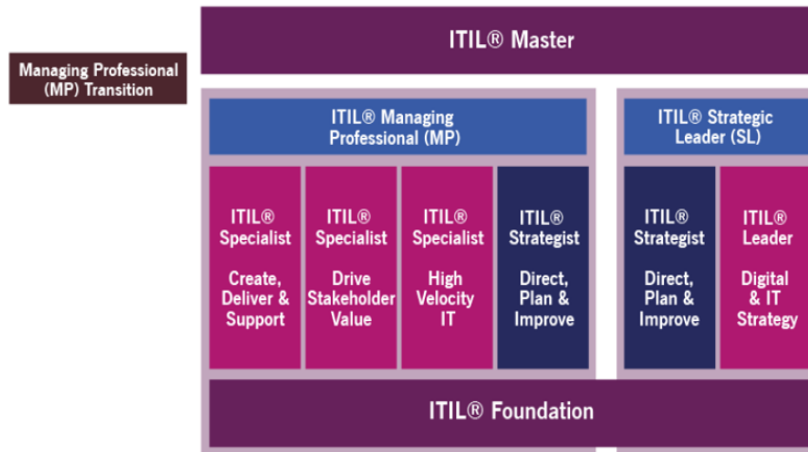 ITIL® Master
Managing Professional
(MP) Transition
ITIL® Managing
Professional (MP)
ITIL® Strategic
Leader (SL)
ITIL®
Specialist
Create,
Deliver &
Support
ITIL®
Specialist
Drive
Stakeholder
Value
ITIL®
Specialist
High
Velocity
IT
ITIL®
Strategist
Direct,
Plan &
Improve
ITIL®
Strategist
Direct,
Plan &
Improve
ITIL®
Leader
Digital
& IT
Strategy
ITIL® Foundation